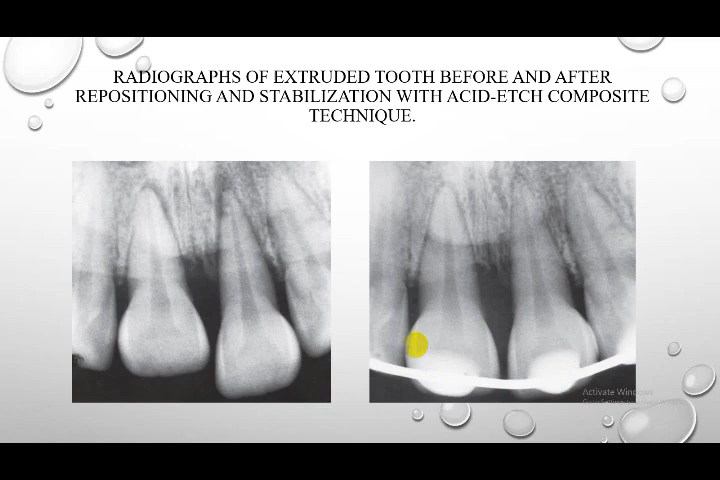 RADIOGRAPHS OF EXTRUDED TOOTH BEFORE AND AFTER
REPOSITIONING AND STABILIZATION WITH ACID-ETCH COMPOSITE
TECHNIQUE.
Activate Windows